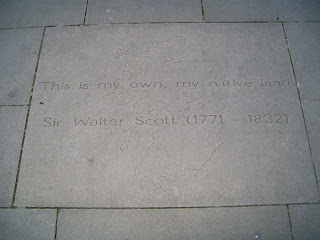 This is my own, my native land
Sir Walter Scott (1771 - 1832)